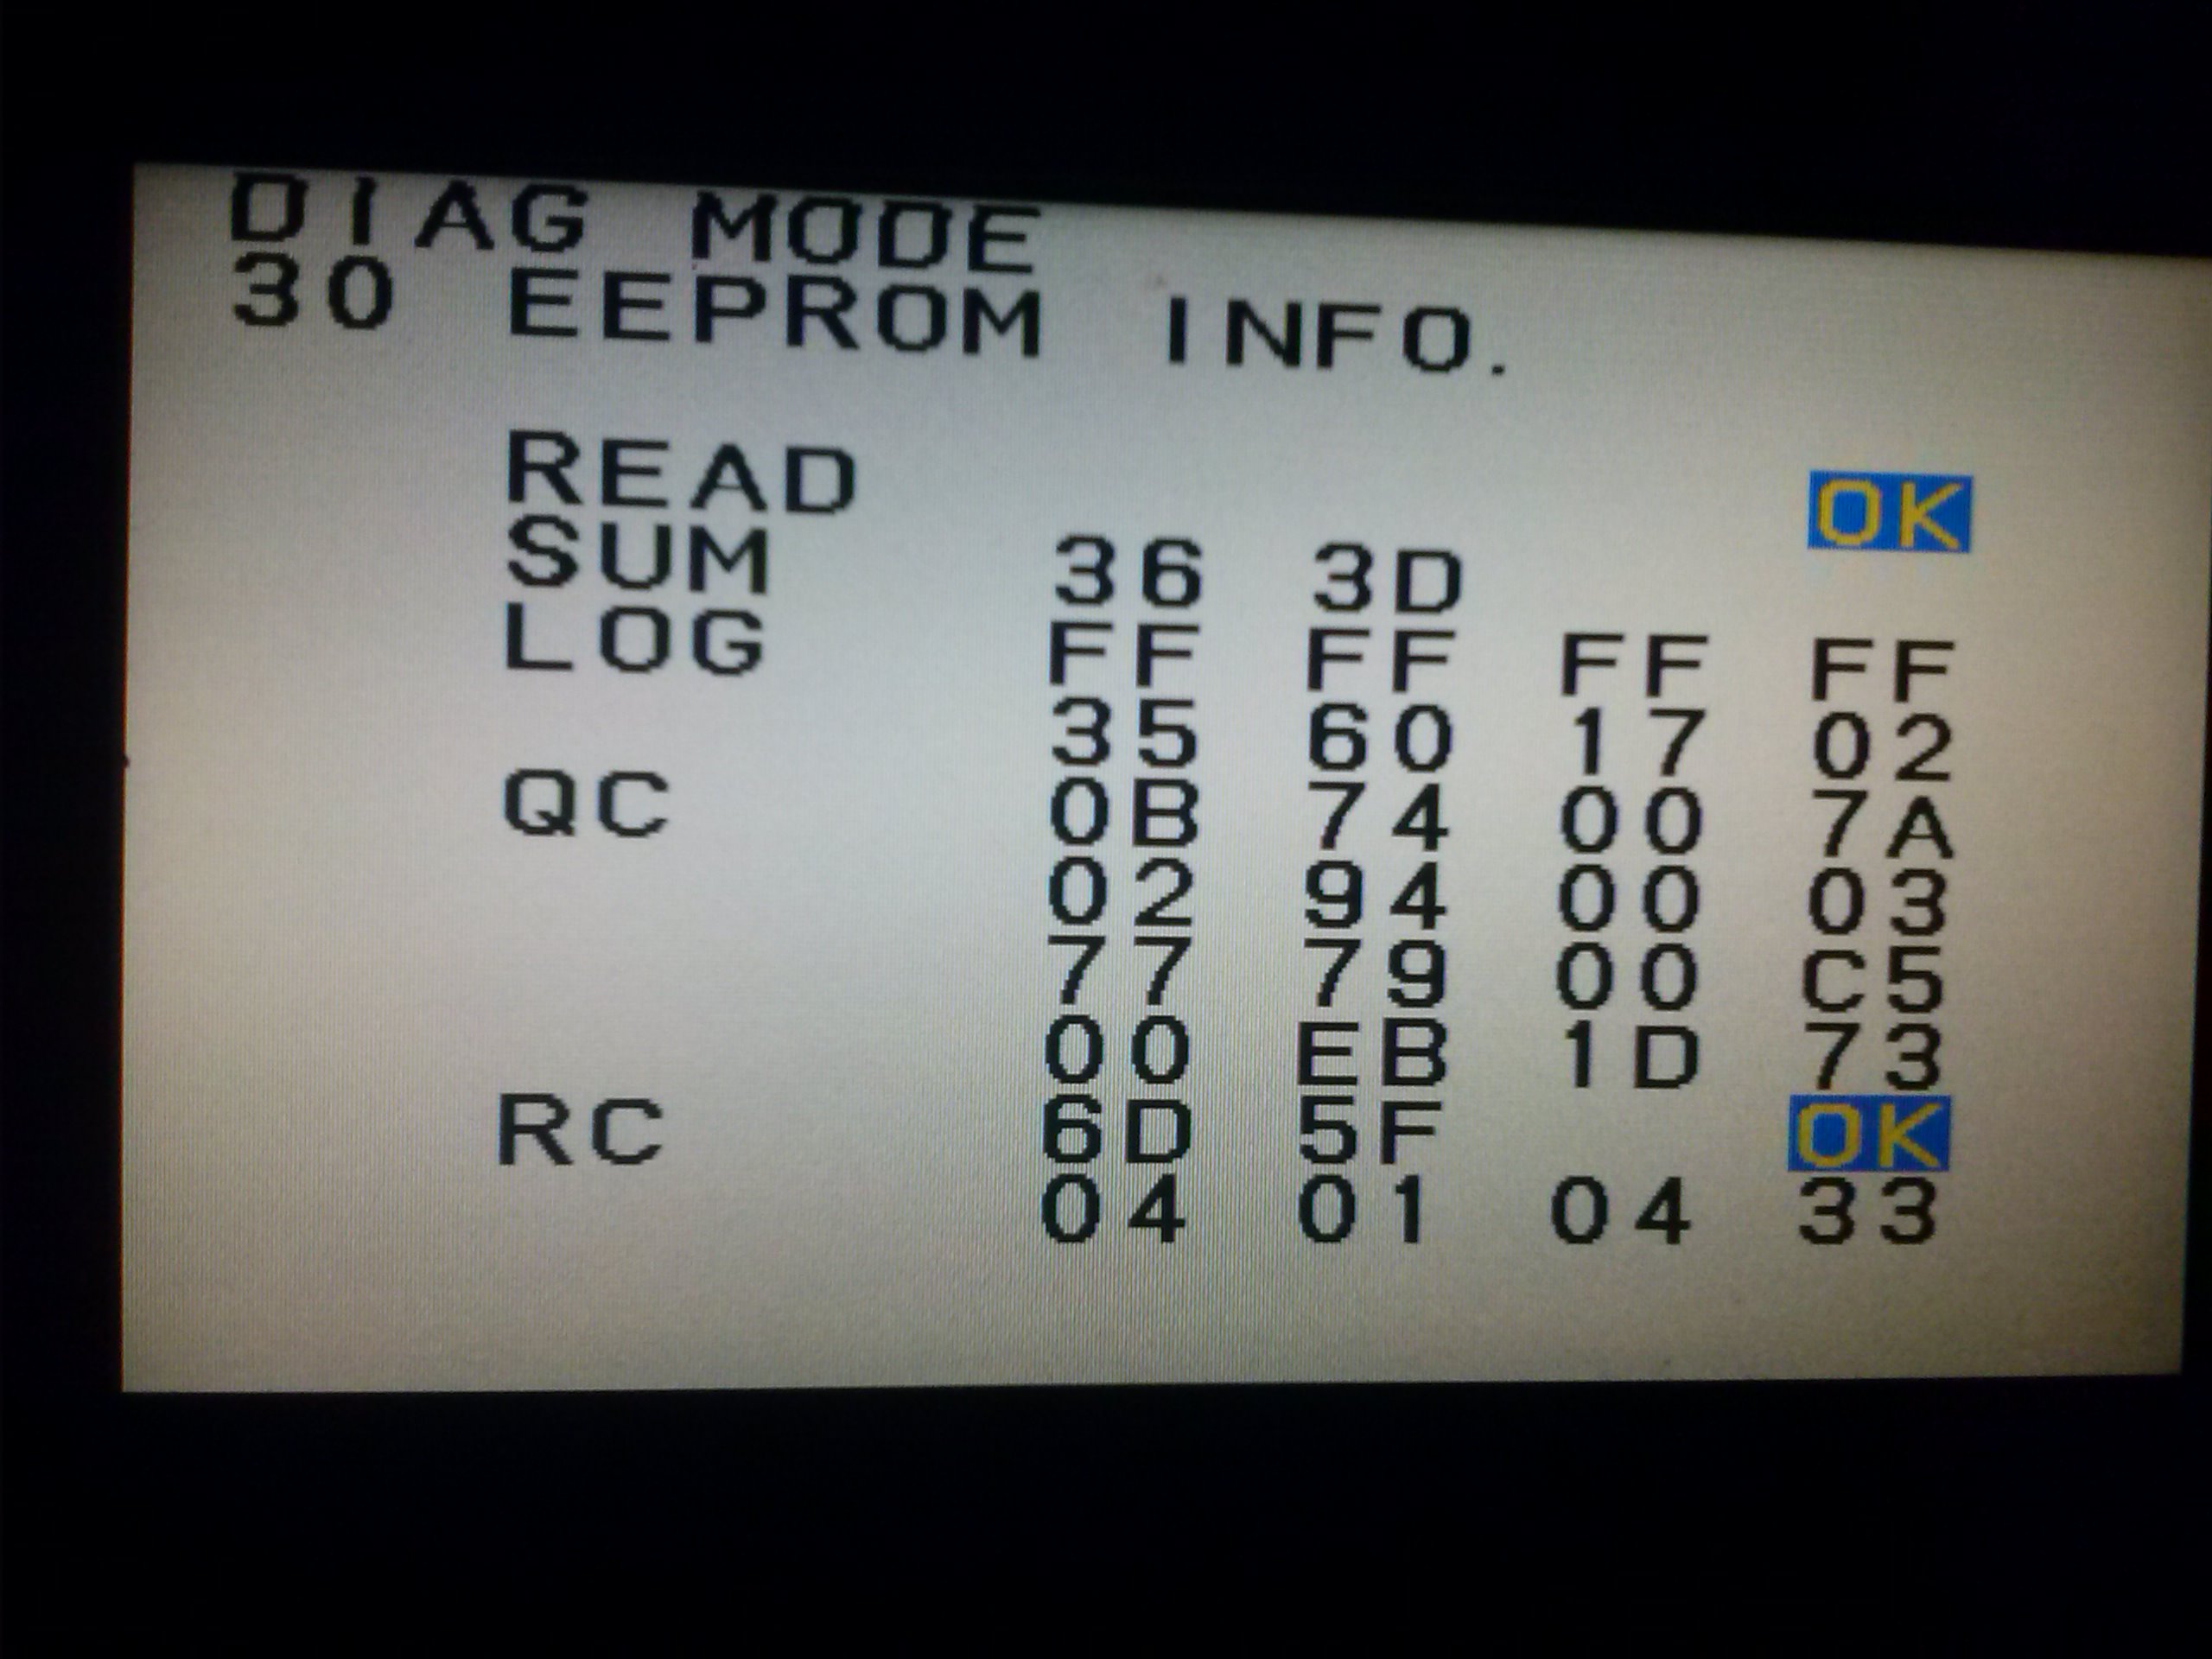 DIAG MODE
30 EEPROM INFO.
READ OK
SUM 36 3D
LOG FF FF FF FF
35 60 17 02
QC 0B 74 00 7A
02 94 00 03
77 79 00 C5
00 EB 1D 73
RC 6D 5F OK
04 01 04 33